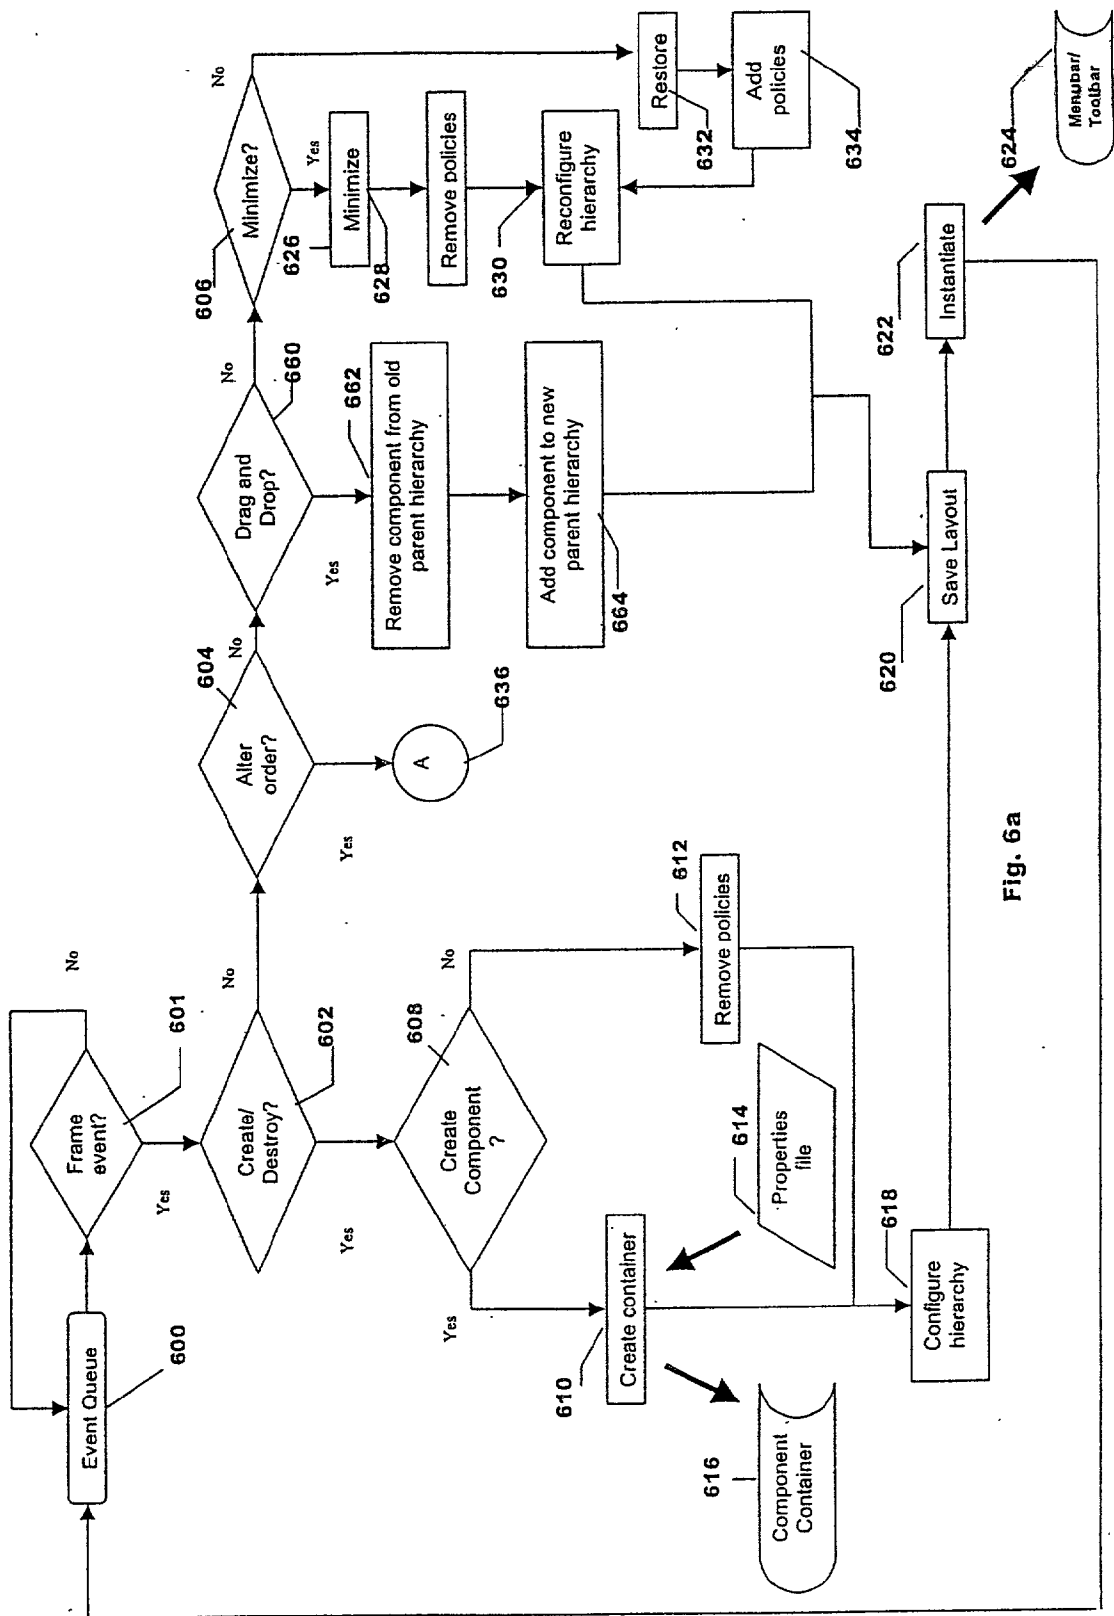 Event Queue
600
Frame
event?
601
No
Yes
Create/
Destroy?
602
No
Yes
Alter
order?
604
No
Yes
A
636
Drag and
Drop?
660
No
Yes
Minimize?
606
No
Yes
Create
Component
?
608
No
Yes
Create container
610
Remove policies
612
Properties
file
614
Component
Container
616
Configure
hierarchy
618
Remove component from old
parent hierarchy
662
Add component to new
parent hierarchy
664
626
Minimize
628
Remove policies
630
Reconfigure
hierarchy
Restore
632
Add
policies
634
Save Layout
620
Instantiate
622
Menubar/
Toolbar
624
Fig. 6a